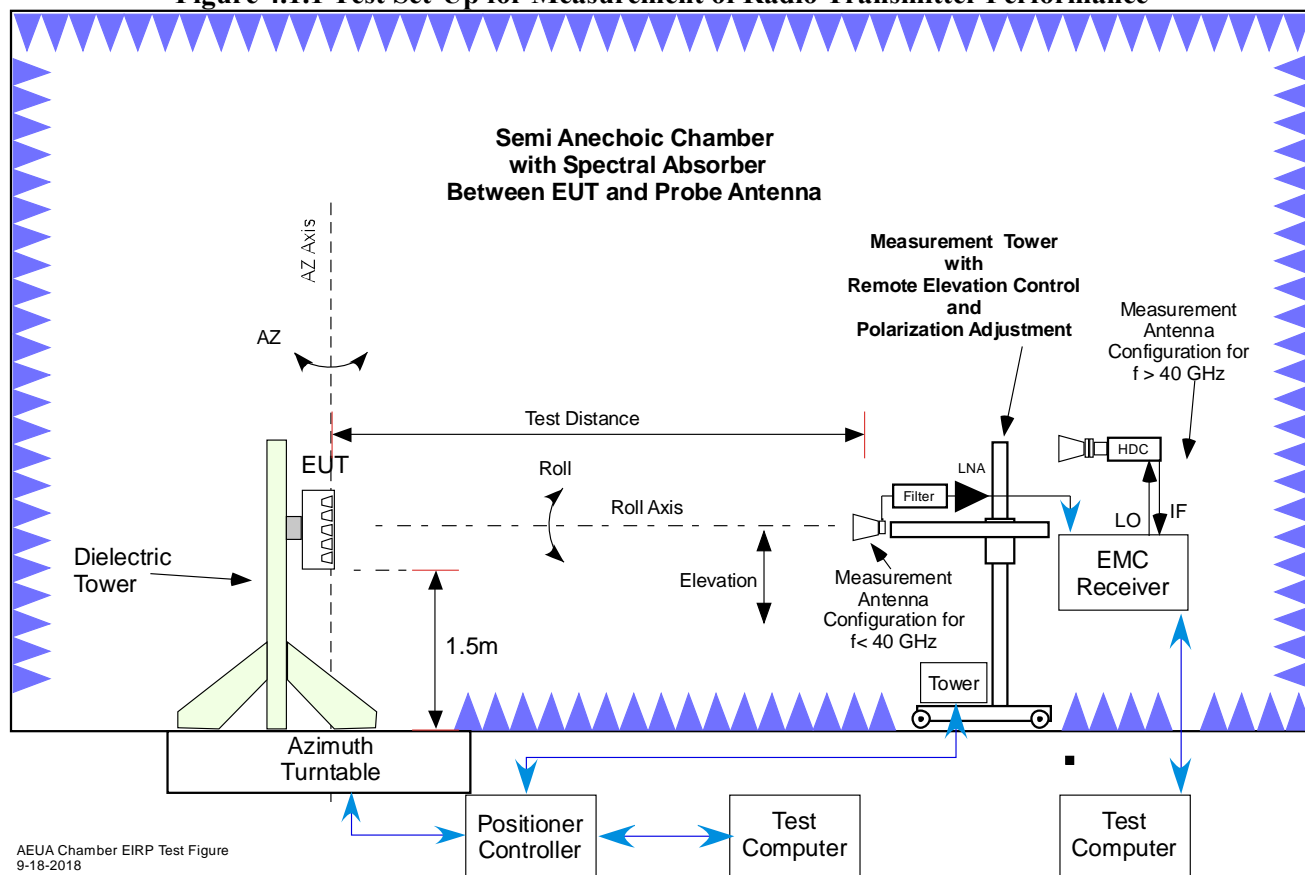 Figure 4.1.1 Test Set-Up for Measurement of Radio Transmitter Performance
Semi Anechoic Chamber
with Spectral Absorber
Between EUT and Probe Antenna
AZ Axis
AZ
Measurement Tower
with
Remote Elevation Control
and
Polarization Adjustment
Measurement
Antenna
Configuration for
f > 40 GHz
Test Distance
EUT
Roll
Roll Axis
Filter
LNA
HDC
LO
IF
EMC
Receiver
Dielectric
Tower
Elevation
Measurement
Antenna
Configuration for
f< 40 GHz
1.5m
Tower
Azimuth
Turntable
Positioner
Controller
Test
Computer
Test
Computer
AEUA Chamber EIRP Test Figure
9-18-2018